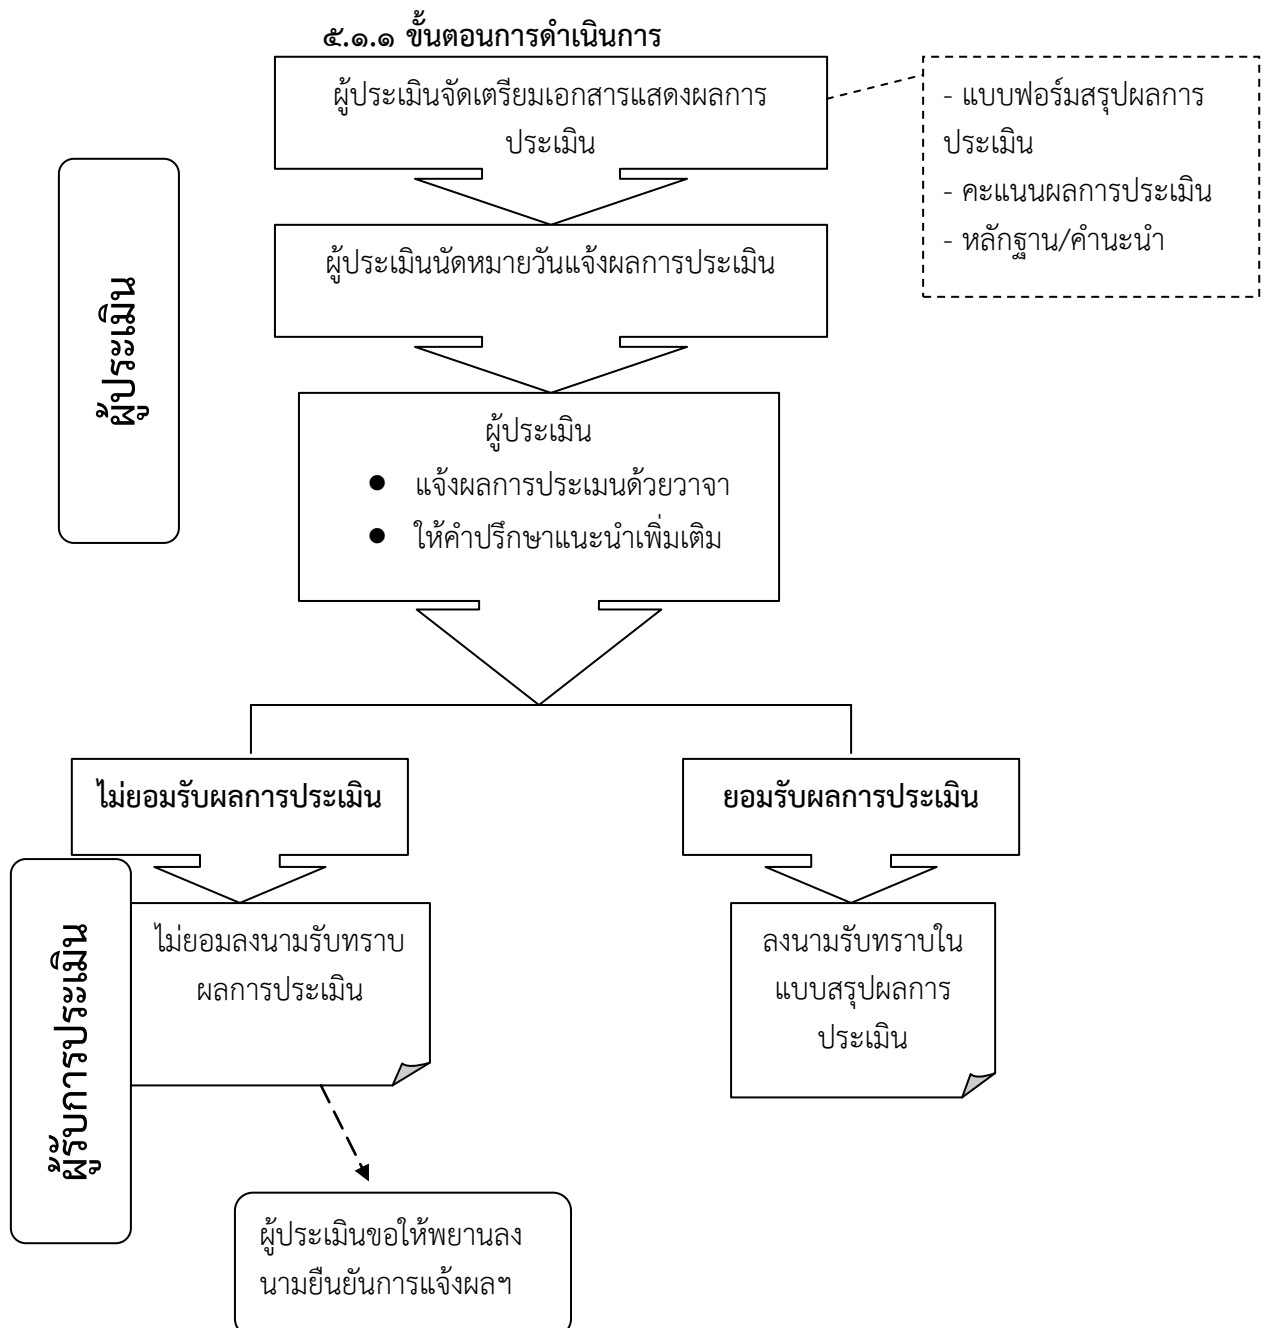 ๕.๑.๑ ขั้นตอนการดำเนินการ
ผู้ประเมินจัดเตรียมเอกสารแสดงผลการ
ประเมิน
- แบบฟอร์มสรุปผลการ
ประเมิน
- คะแนนผลการประเมิน
- หลักฐาน/คำนะนำ
ผู้ประเมินนัดหมายวันแจ้งผลการประเมิน
ผู้ประเมิน
ผู้ประเมิน
● แจ้งผลการประเมนด้วยวาจา
● ให้คำปรึกษาแนะนำเพิ่มเติม
ไม่ยอมรับผลการประเมิน
ยอมรับผลการประเมิน
ผู้รับการประเมิน
ไม่ยอมลงนามรับทราบ
ผลการประเมิน
ลงนามรับทราบใน
แบบสรุปผลการ
ประเมิน
ผู้ประเมินขอให้พยานลง
นามยืนยันการแจ้งผลฯ